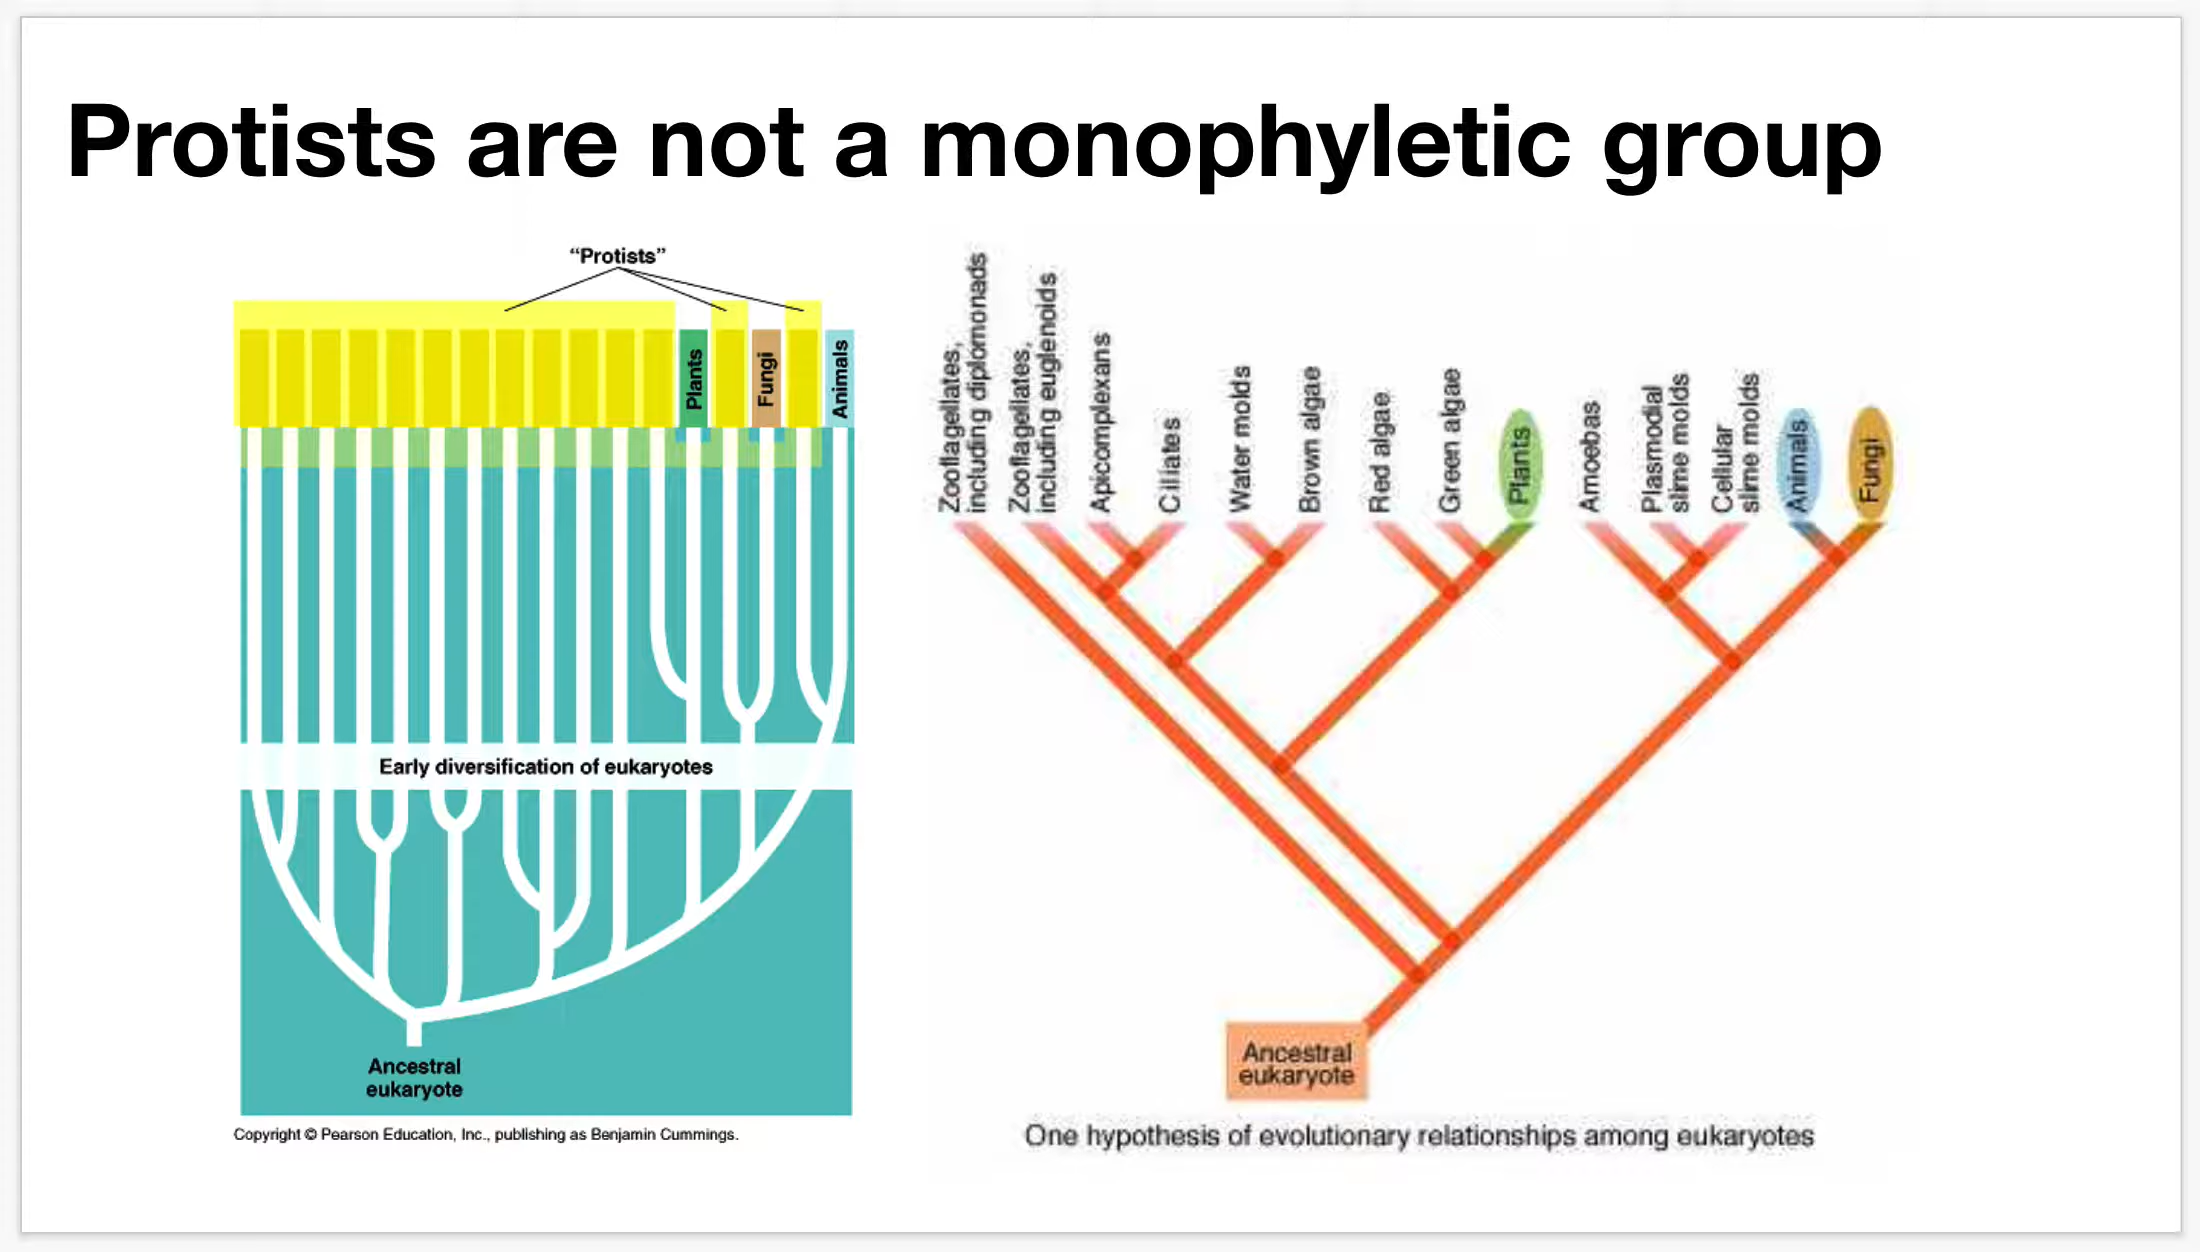 Protists are not a monophyletic group
“Protists”
Plants
Fungi
Animals
Early diversification of eukaryotes
Ancestral
eukaryote
Copyright © Pearson Education, Inc., publishing as Benjamin Cummings.
Zooflagellates,
including diplomonads
Zooflagellates,
including euglenoids
Apicomplexans
Ciliates
Water molds
Brown algae
Red algae
Green algae
Plants
Amoebas
Plasmodial
slime molds
Cellular
slime molds
Animals
Fungi
Ancestral
eukaryote
One hypothesis of evolutionary relationships among eukaryotes